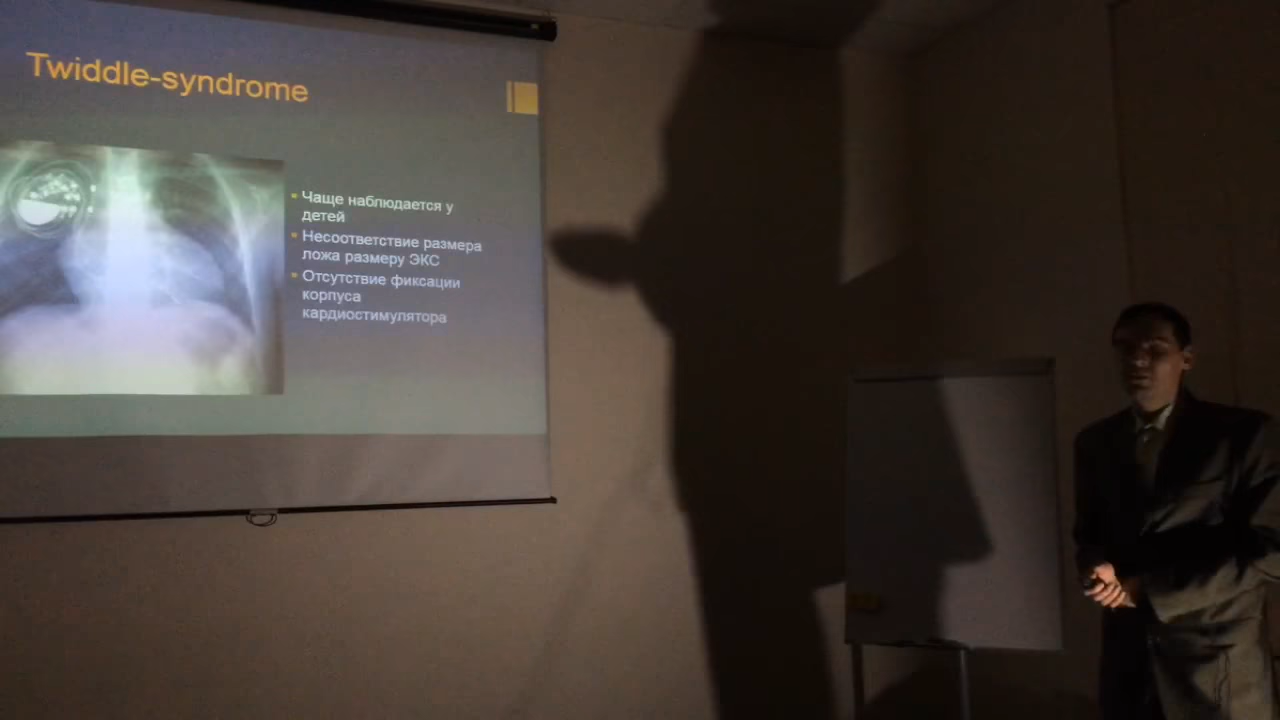 Twiddle-syndrome
Чаще наблюдается у
детей
Несоответствие размера
ложа размеру ЭКС
Отсутствие фиксации
корпуса
кардиостимулятора